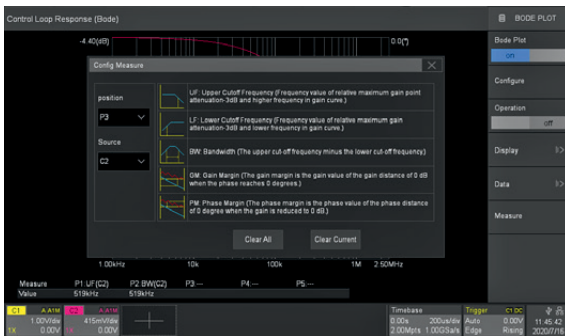 Control Loop Response (Bode)
BODE PLOT
-4.40(dB)
0.0(°)
Bode Plot
on
Config Measure
Configure
position
P3
Source
C2
UF: Upper Cutoff Frequency (Frequency value of relative maximum gain point
attenuation-3dB and higher frequency in gain curve.)
LF: Lower Cutoff Frequency (Frequency value of relative maximum gain
attenuation-3dB and lower frequency in gain curve.)
BW: Bandwidth (The upper cut-off frequency minus the lower cut-off frequency)
GM: Gain Margin (The gain margin is the gain value of the gain distance of 0 dB
when the phase reaches 0 degrees.)
PM: Phase Margin (The phase margin is the phase value of the phase distance
of 0 degree when the gain is reduced to 0 dB.)
Clear All
Clear Current
Operation
off
Display
Data
Measure
1.00kHz
10k
100k
1M
2.50MHz
Measure P1:UF(C2) P2:BW(C2) P3:--- P4:--- P5:---
Value 519kHz 519kHz
C1 A A1M
1.00V/div
1X 0.00V
C2 A A1M
415mV/div
1X 0.00V
Timebase
0.00s 200us/div
2.00Mpts 1.00GSa/s
Trigger C1 DC
Auto 0.00V
Edge Rising
11:45:42
2020/7/16